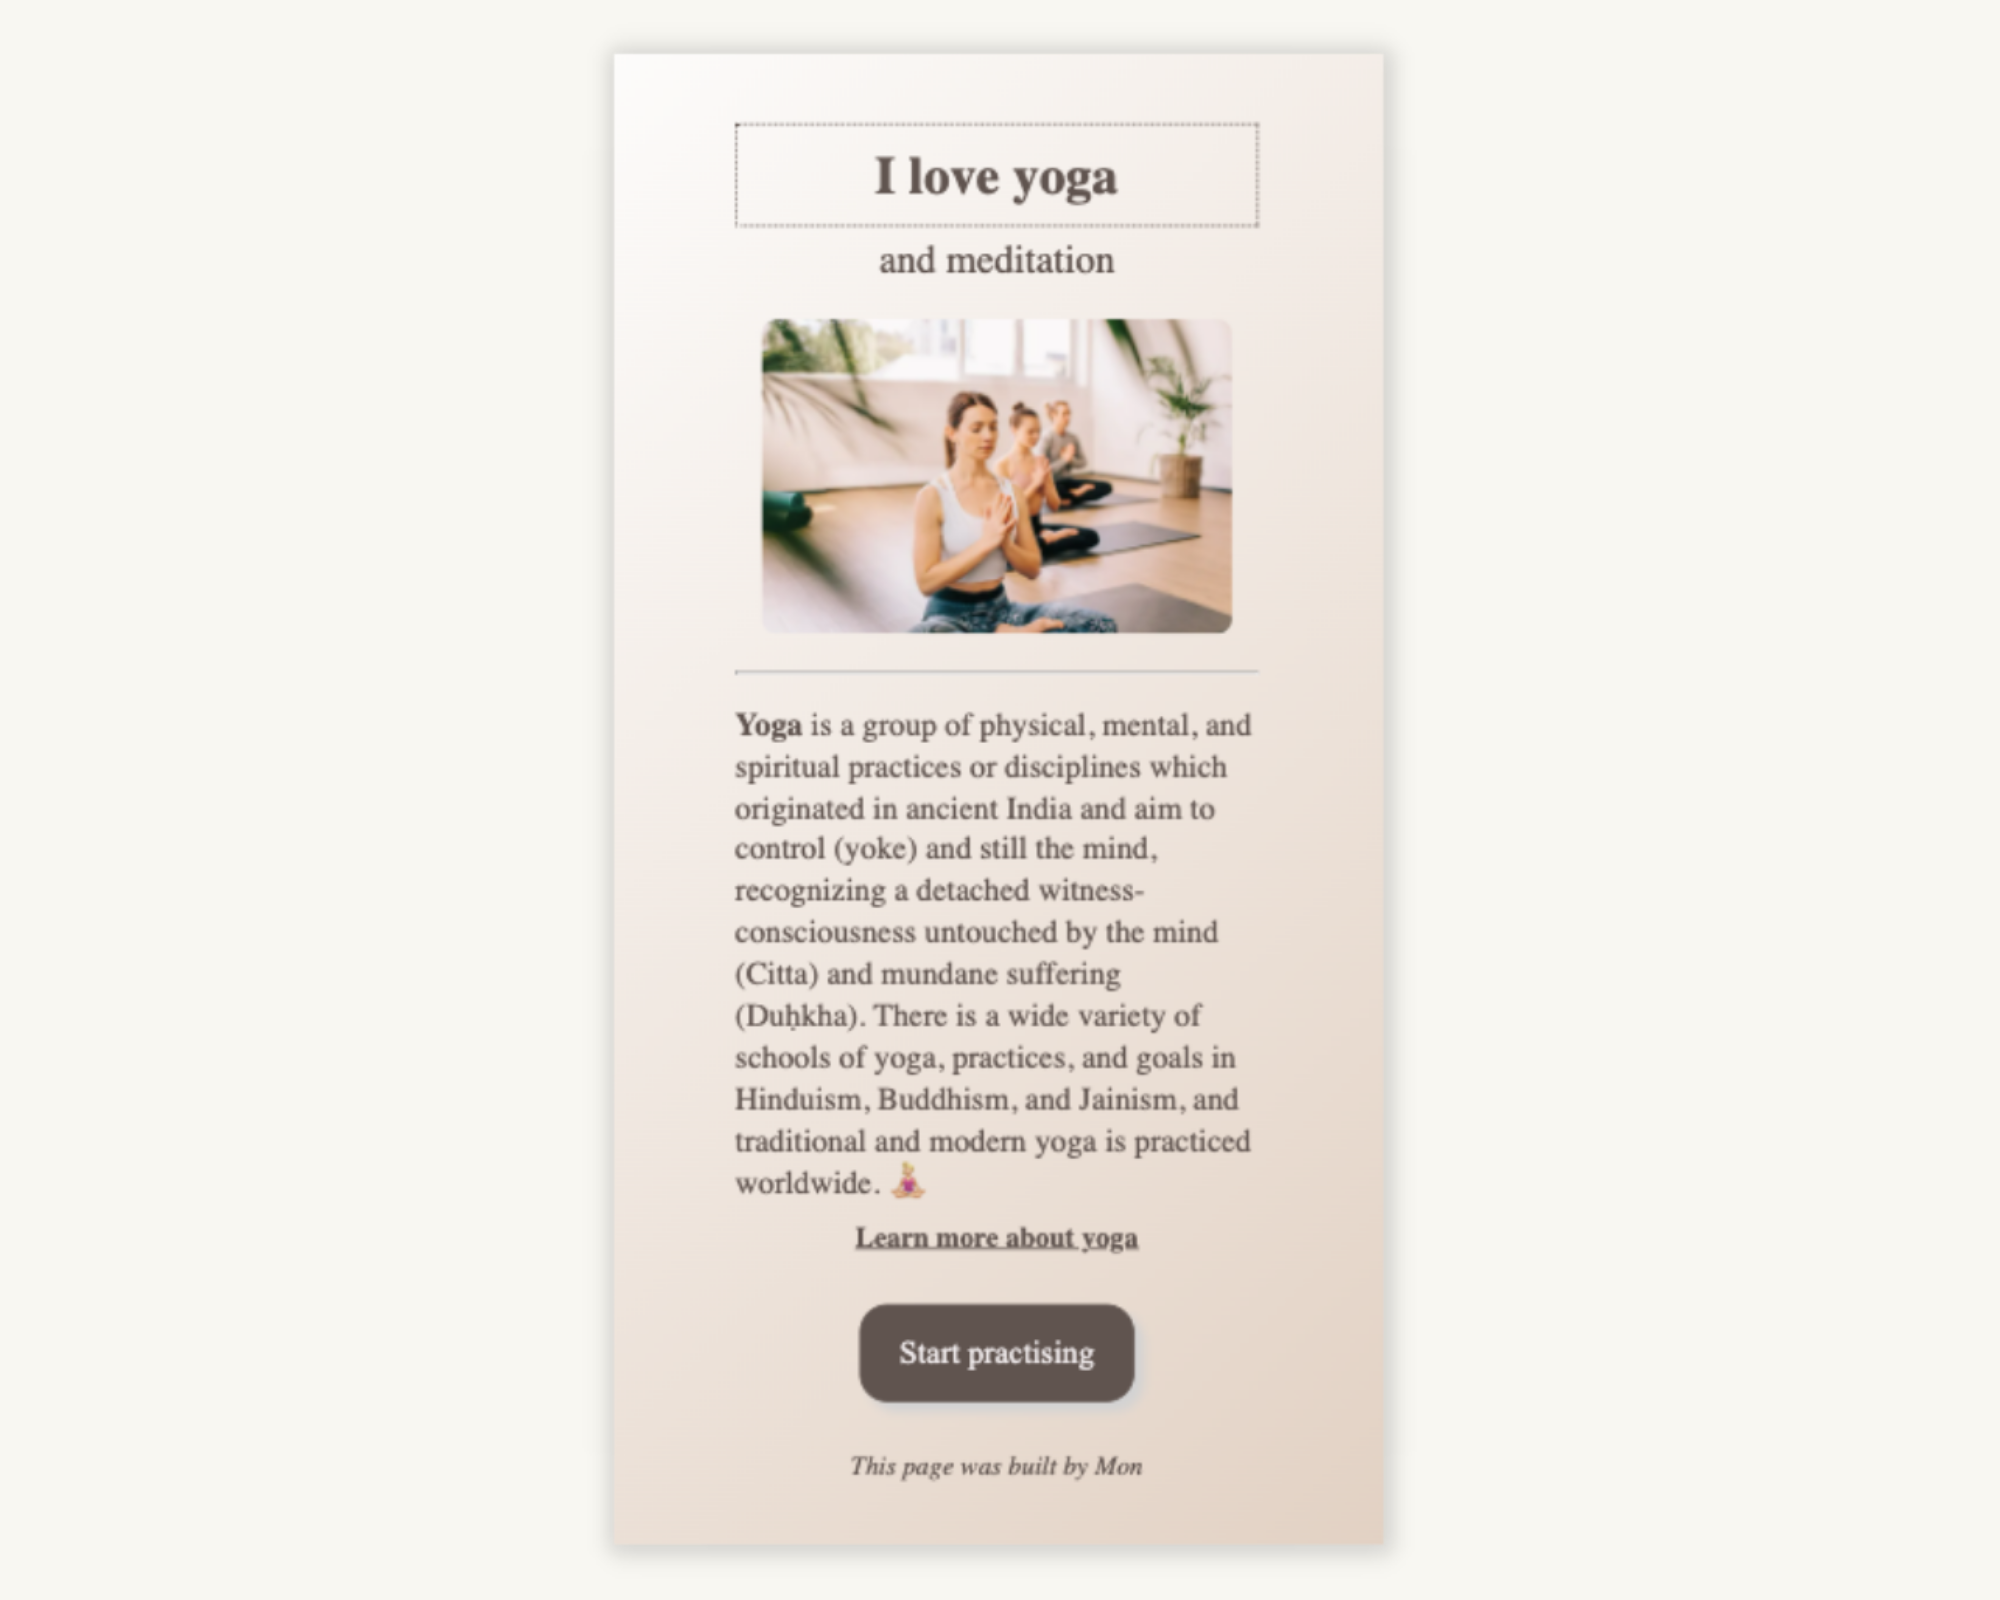 I love yoga
and meditation
Yoga is a group of physical, mental, and
spiritual practices or disciplines which
originated in ancient India and aim to
control (yoke) and still the mind,
recognizing a detached witness-
consciousness untouched by the mind
(Citta) and mundane suffering
(Duḥkha). There is a wide variety of
schools of yoga, practices, and goals in
Hinduism, Buddhism, and Jainism, and
traditional and modern yoga is practiced
worldwide. 🧘‍♀️
Learn more about yoga
Start practising
This page was built by Mon